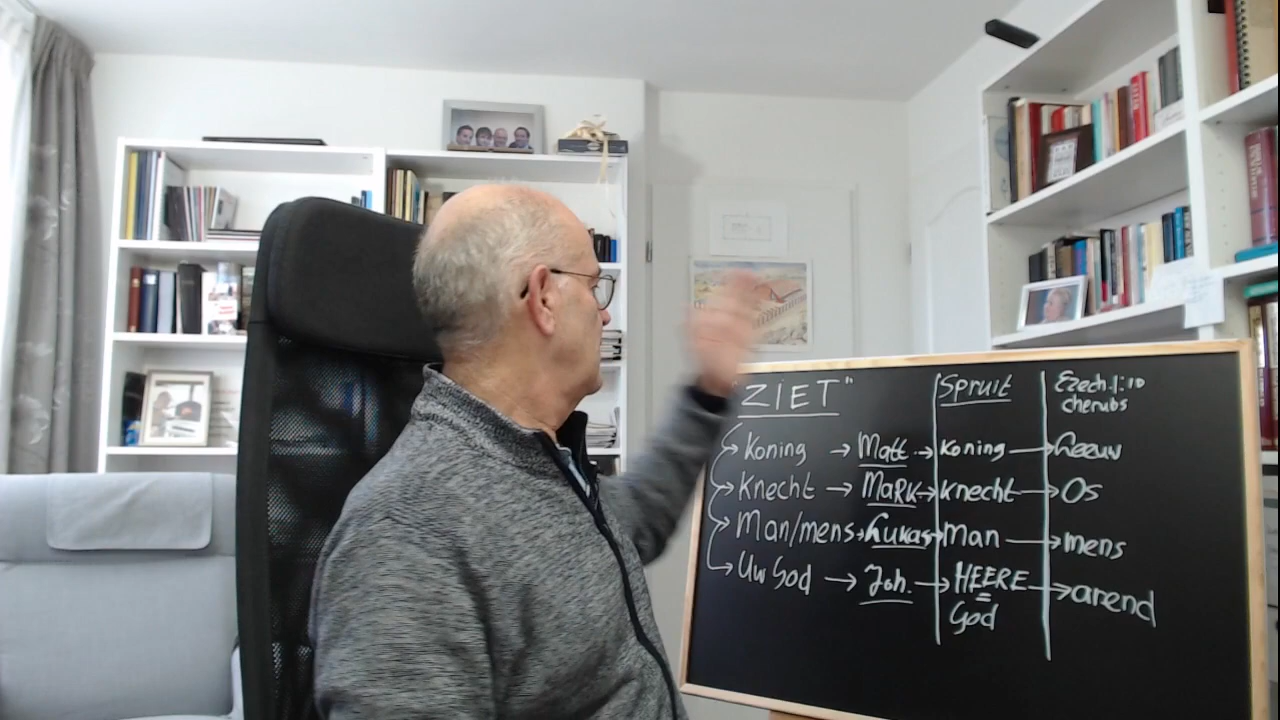 ZIET" Spruit Ezech.1:10
cherubs
Koning → Matt. → Koning → Leeuw
Knecht → Mark → Knecht → Os
Man/mens → Lukas → Man → mens
Uw God → Joh. → HEERE → arend
=
God